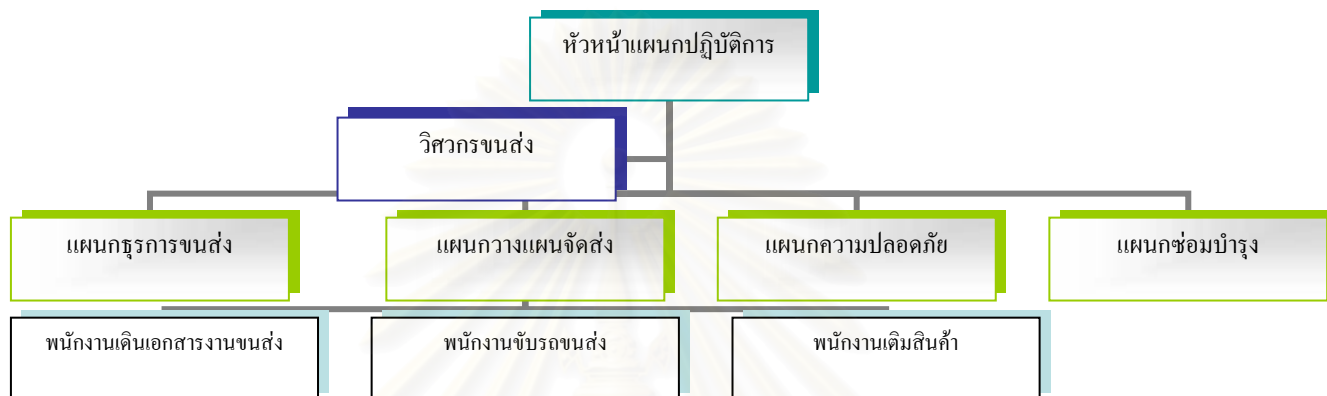 หัวหน้าแผนกปฏิบัติการ
วิศวกรขนส่ง
แผนกธุรการขนส่ง
แผนกวางแผนจัดส่ง
แผนกความปลอดภัย
แผนกซ่อมบำรุง
พนักงานเดินเอกสารงานขนส่ง
พนักงานขับรถขนส่ง
พนักงานเติมสินค้า